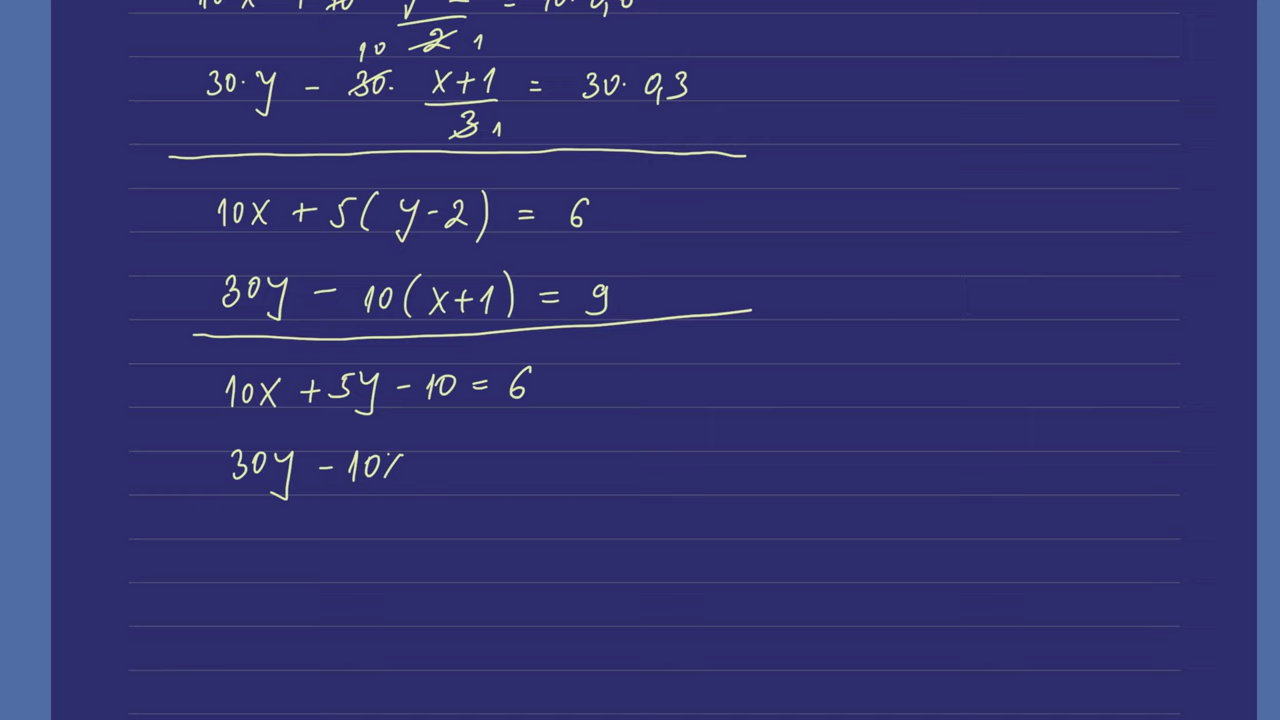 10
30·y - 30· x+1/3 1 = 30· 0,3
10x + 5(y-2) = 6
30y - 10(x+1) = 9
10x + 5y - 10 = 6
30y - 10